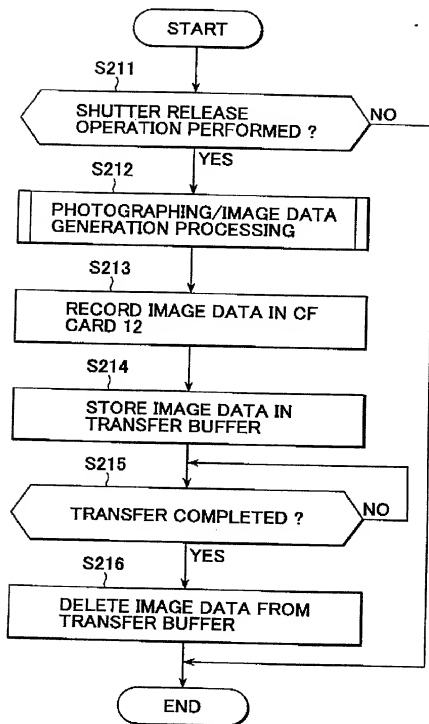 START
S211
SHUTTER RELEASE
OPERATION PERFORMED ?
NO
YES
S212
PHOTOGRAPHING/IMAGE DATA
GENERATION PROCESSING
S213
RECORD IMAGE DATA IN CF
CARD 12
S214
STORE IMAGE DATA IN
TRANSFER BUFFER
S215
TRANSFER COMPLETED ?
NO
YES
S216
DELETE IMAGE DATA FROM
TRANSFER BUFFER
END